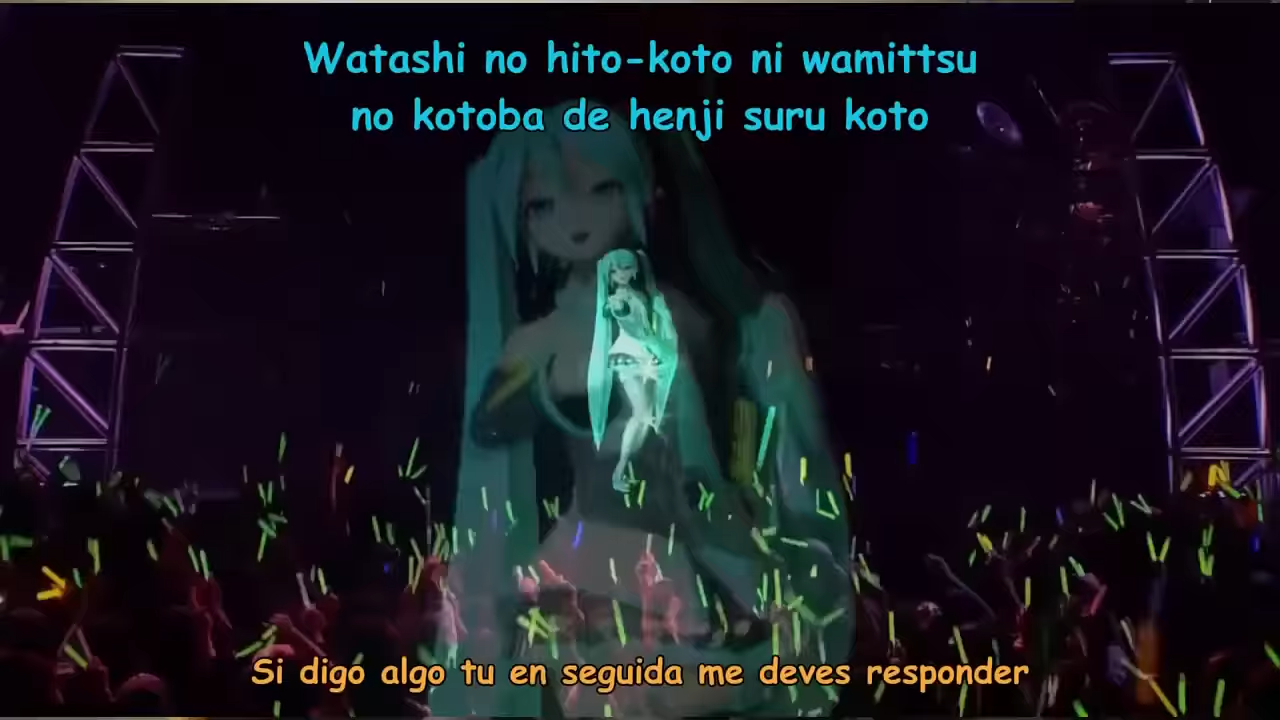 Watashi no hito-koto ni wamittsu
no kotoba de henji suru koto
Si digo algo tu en seguida me deves responder